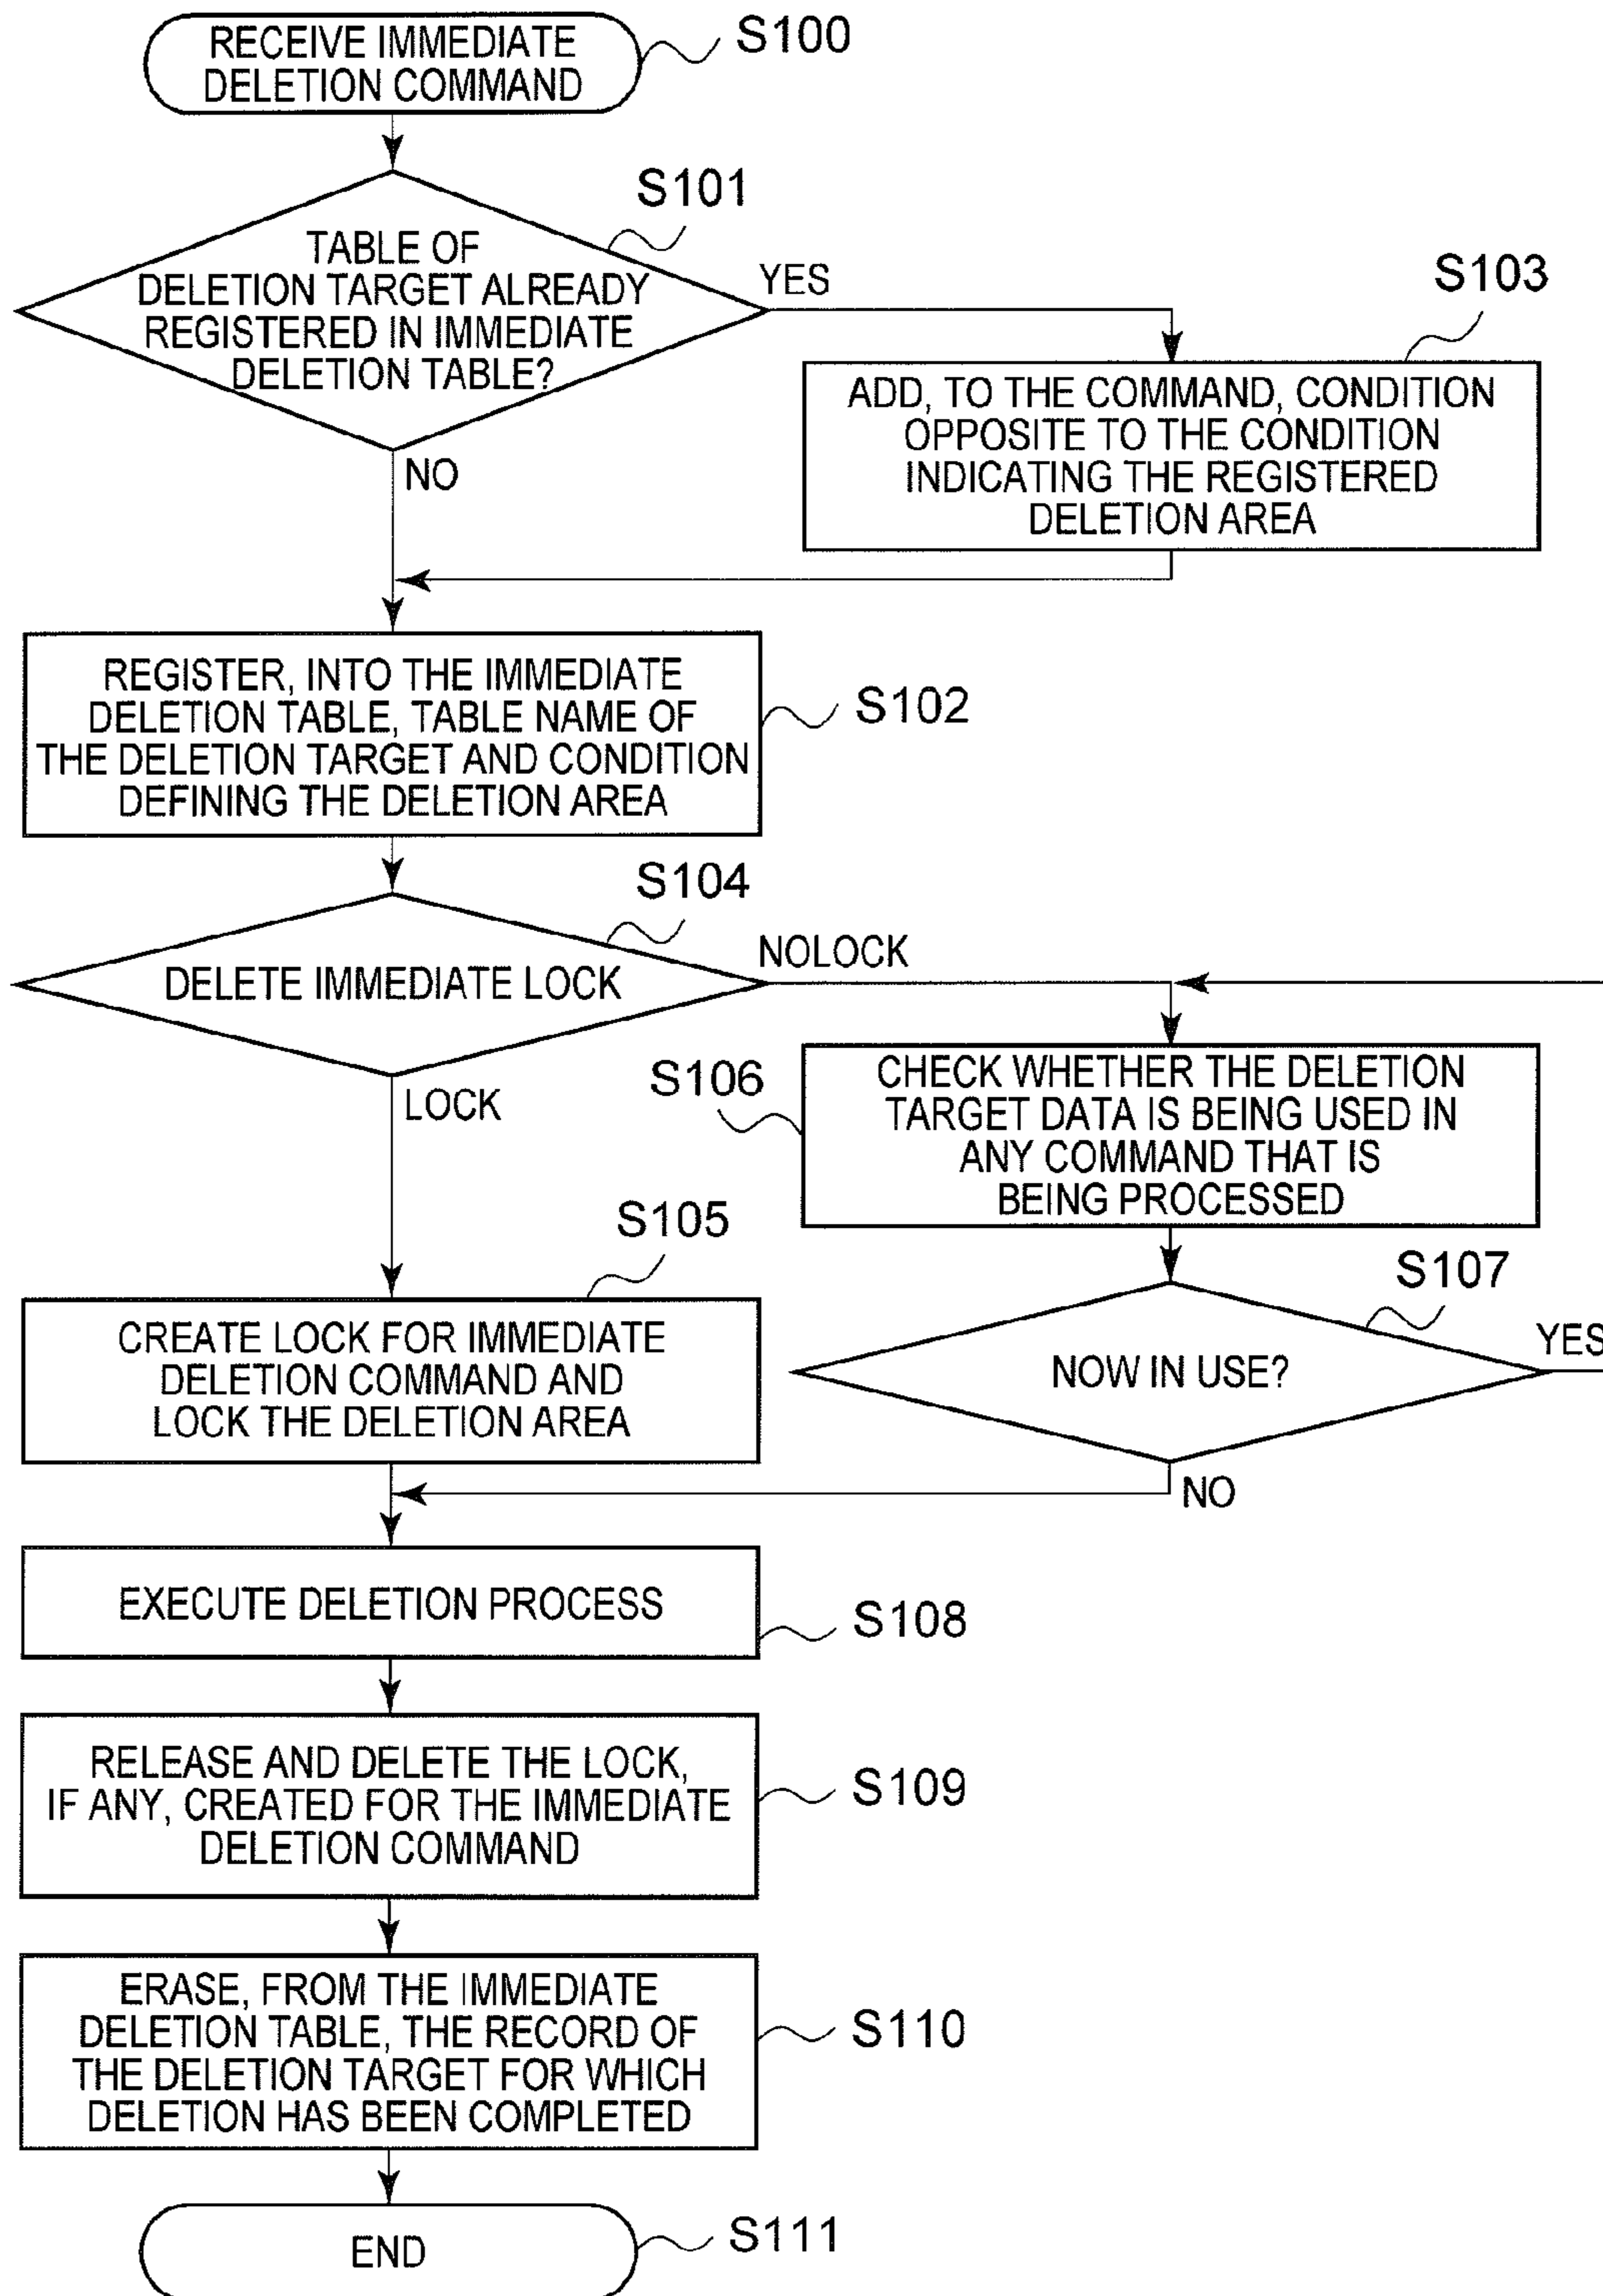 RECEIVE IMMEDIATE
DELETION COMMAND
S100
S101
TABLE OF
DELETION TARGET ALREADY
REGISTERED IN IMMEDIATE
DELETION TABLE?
YES
NO
S103
ADD, TO THE COMMAND, CONDITION
OPPOSITE TO THE CONDITION
INDICATING THE REGISTERED
DELETION AREA
REGISTER, INTO THE IMMEDIATE
DELETION TABLE, TABLE NAME OF
THE DELETION TARGET AND CONDITION
DEFINING THE DELETION AREA
S102
S104
DELETE IMMEDIATE LOCK
NOLOCK
LOCK
S106
CHECK WHETHER THE DELETION
TARGET DATA IS BEING USED IN
ANY COMMAND THAT IS
BEING PROCESSED
S105
CREATE LOCK FOR IMMEDIATE
DELETION COMMAND AND
LOCK THE DELETION AREA
S107
NOW IN USE?
YES
NO
EXECUTE DELETION PROCESS
S108
RELEASE AND DELETE THE LOCK,
IF ANY, CREATED FOR THE IMMEDIATE
DELETION COMMAND
S109
ERASE, FROM THE IMMEDIATE
DELETION TABLE, THE RECORD OF
THE DELETION TARGET FOR WHICH
DELETION HAS BEEN COMPLETED
S110
END
S111